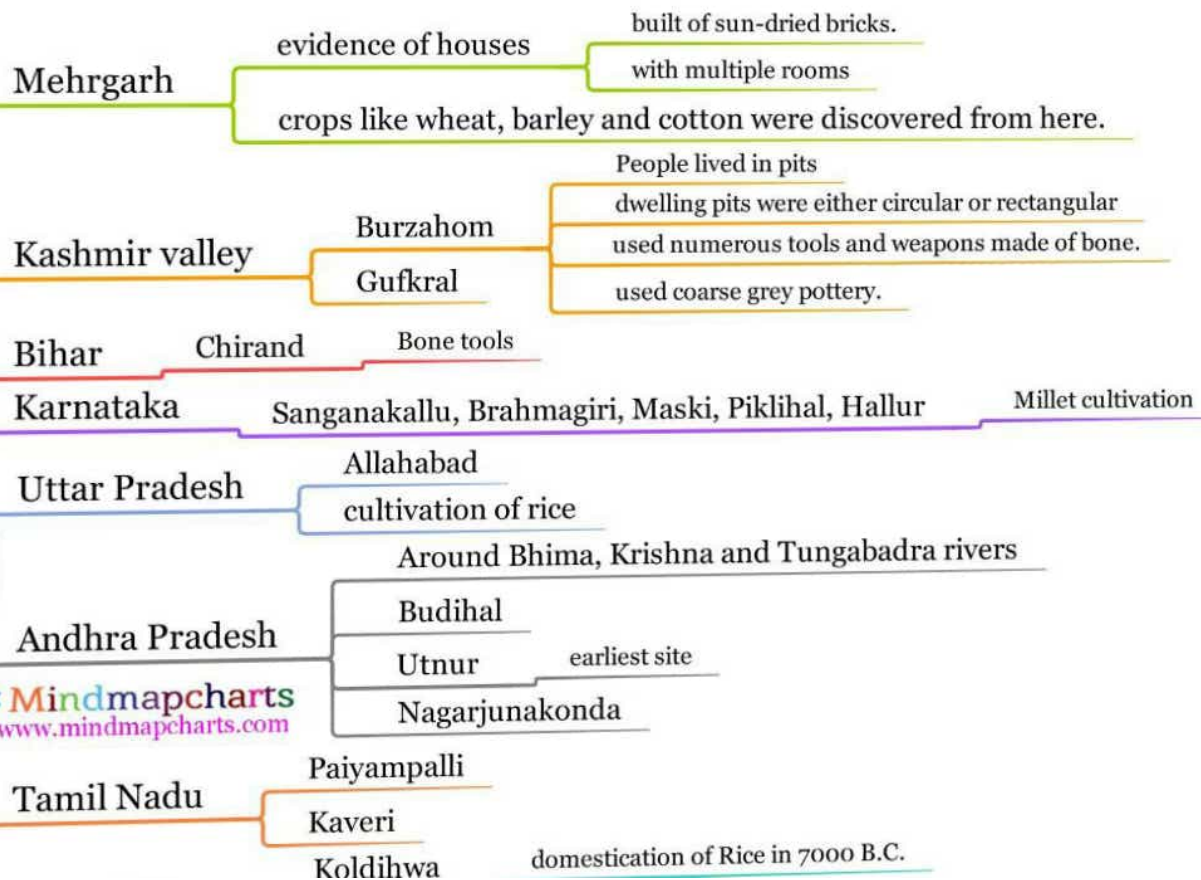 built of sun-dried bricks.
evidence of houses
with multiple rooms
Mehrgarh
crops like wheat, barley and cotton were discovered from here.
People lived in pits
dwelling pits were either circular or rectangular
Burzahom
used numerous tools and weapons made of bone.
Kashmir valley
Gufkral
used coarse grey pottery.
Bihar
Chirand
Bone tools
Karnataka
Sanganakallu, Brahmagiri, Maski, Piklihal, Hallur
Millet cultivation
Allahabad
Uttar Pradesh
cultivation of rice
Around Bhima, Krishna and Tungabadra rivers
Budihal
Andhra Pradesh
Utnur
earliest site
Nagarjunakonda
Mindmapcharts
www.mindmapcharts.com
Paiyampalli
Tamil Nadu
Kaveri
Koldihwa
domestication of Rice in 7000 B.C.